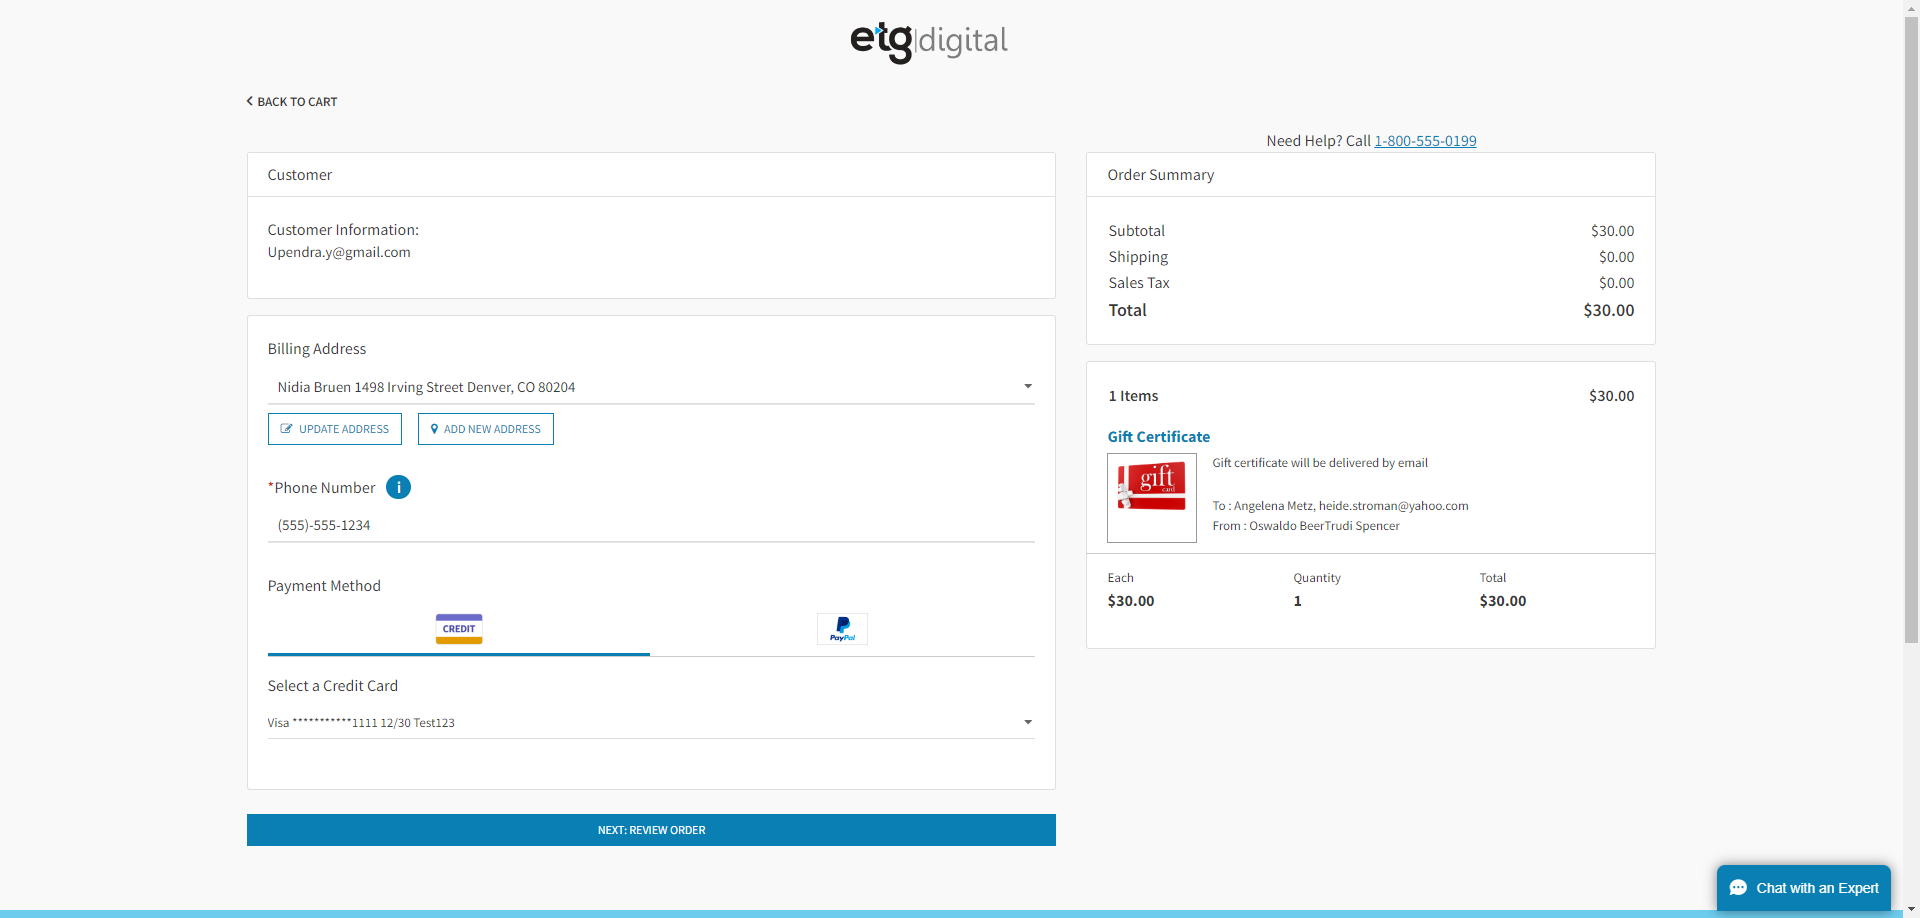 etg|digital
BACK TO CART
Need Help? Call 1-800-555-0199
Customer
Customer Information:
Upendra.y@gmail.com
Billing Address
Nidia Bruen 1498 Irving Street Denver, CO 80204
UPDATE ADDRESS
ADD NEW ADDRESS
*Phone Number i
(555)-555-1234
Payment Method
CREDIT
PayPal
Select a Credit Card
Visa ***********1111 12/30 Test123
NEXT: REVIEW ORDER
Order Summary
Subtotal $30.00
Shipping $0.00
Sales Tax $0.00
Total $30.00
1 Items $30.00
Gift Certificate
gift
card
Gift certificate will be delivered by email
To : Angelena Metz, heide.stroman@yahoo.com
From : Oswaldo BeerTrudi Spencer
Each Quantity Total
$30.00 1 $30.00
Chat with an Expert